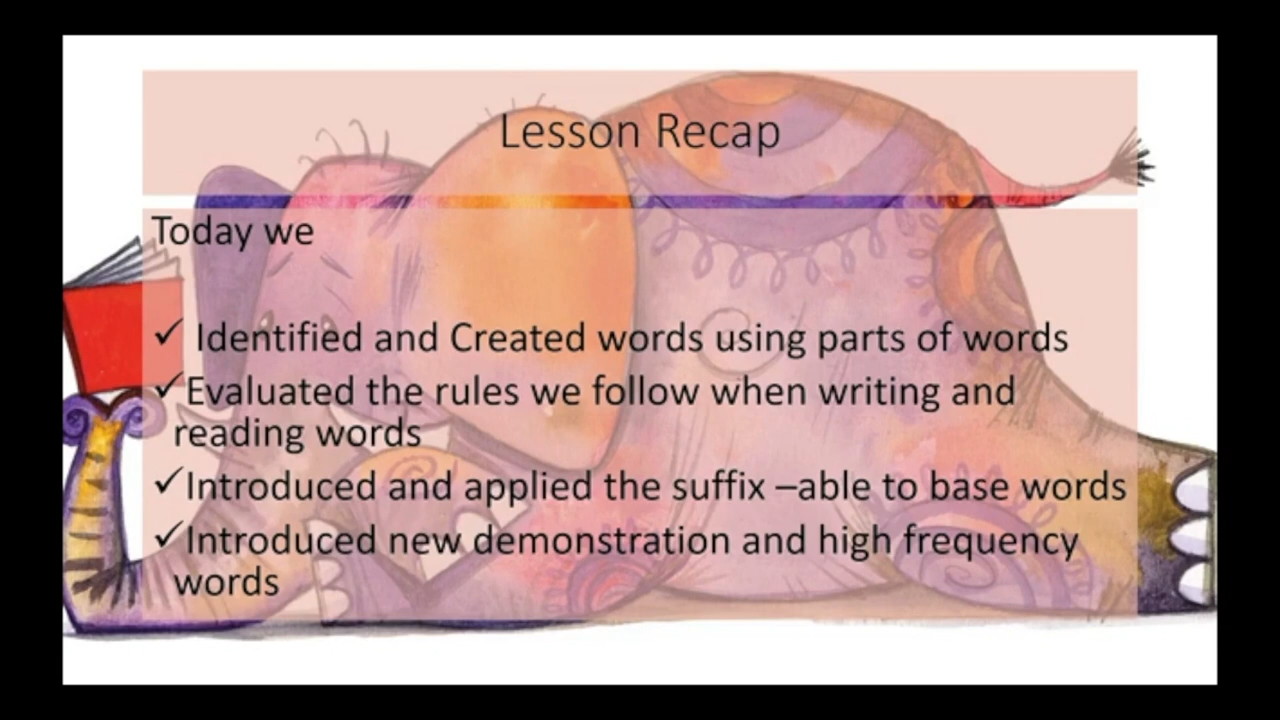 Lesson Recap
Today we
✓ Identified and Created words using parts of words
✓Evaluated the rules we follow when writing and
reading words
✓Introduced and applied the suffix –able to base words
✓Introduced new demonstration and high frequency
words